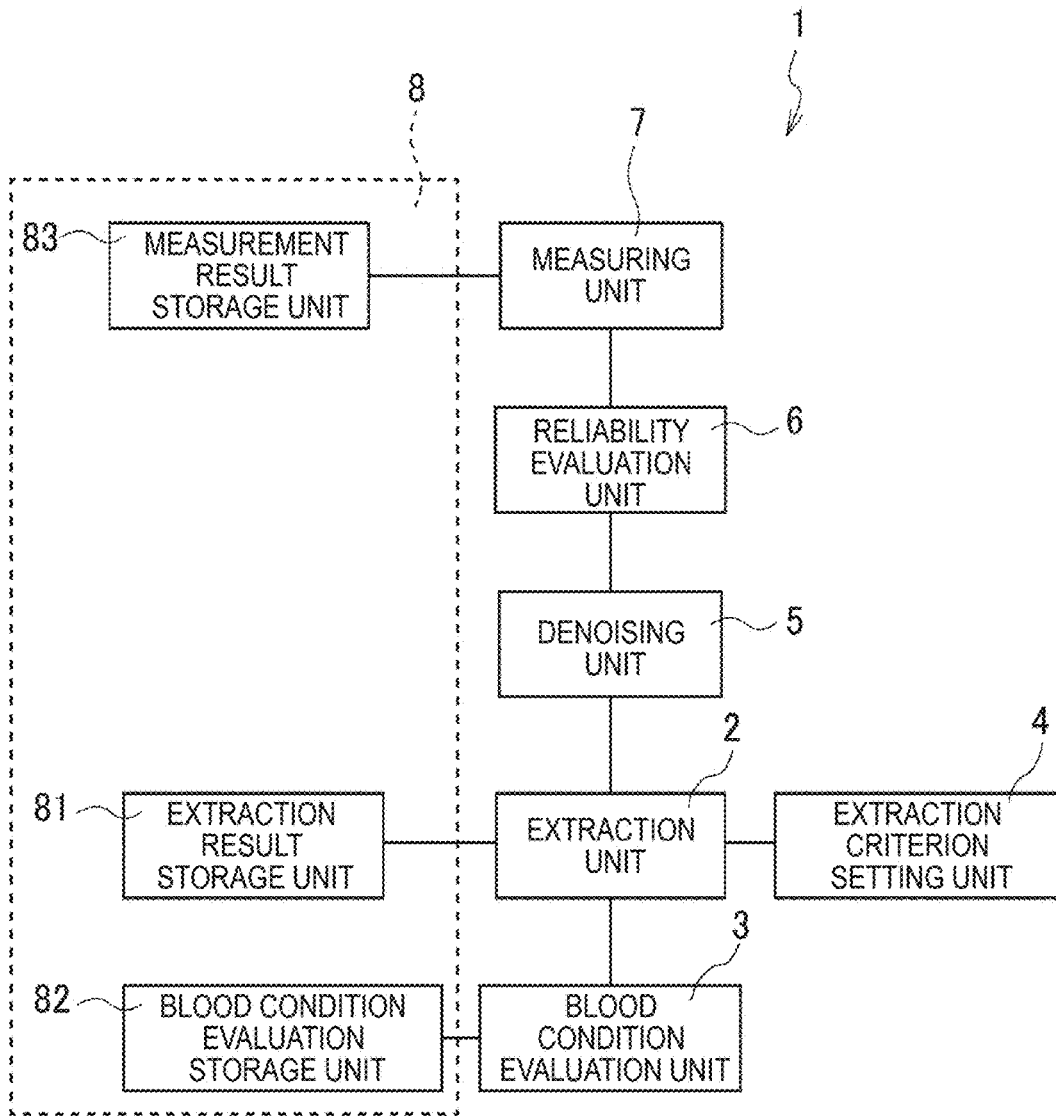 1
8
7
83
MEASUREMENT
RESULT
STORAGE UNIT
MEASURING
UNIT
6
RELIABILITY
EVALUATION
UNIT
5
DENOISING
UNIT
2
4
81
EXTRACTION
RESULT
STORAGE UNIT
EXTRACTION
UNIT
EXTRACTION
CRITERION
SETTING UNIT
3
82
BLOOD CONDITION
EVALUATION
STORAGE UNIT
BLOOD
CONDITION
EVALUATION UNIT